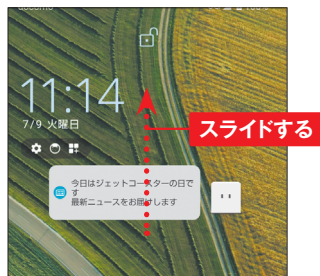 docomo
11:14
7/9 火曜日
スライドする
今日はジェットコースターの日で
す
最新ニュースをお届けします